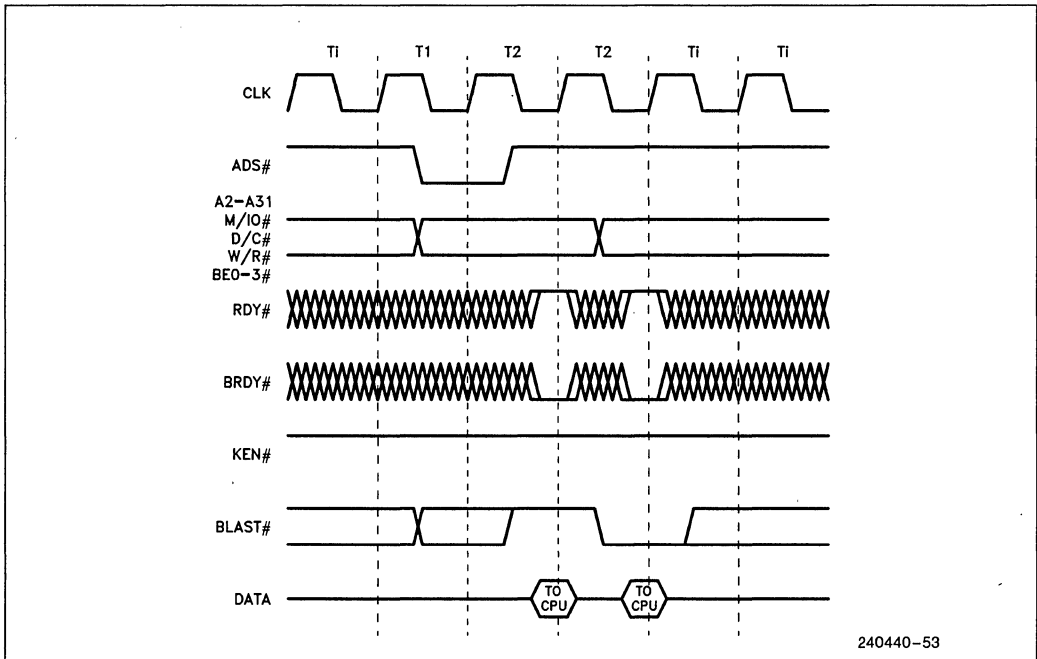 Ti T1 T2 T2 Ti Ti
CLK
ADS#
A2-A31
M/IO#
D/C#
W/R#
BE0-3#
RDY#
BRDY#
KEN#
BLAST#
DATA
TO CPU
TO CPU
240440-53